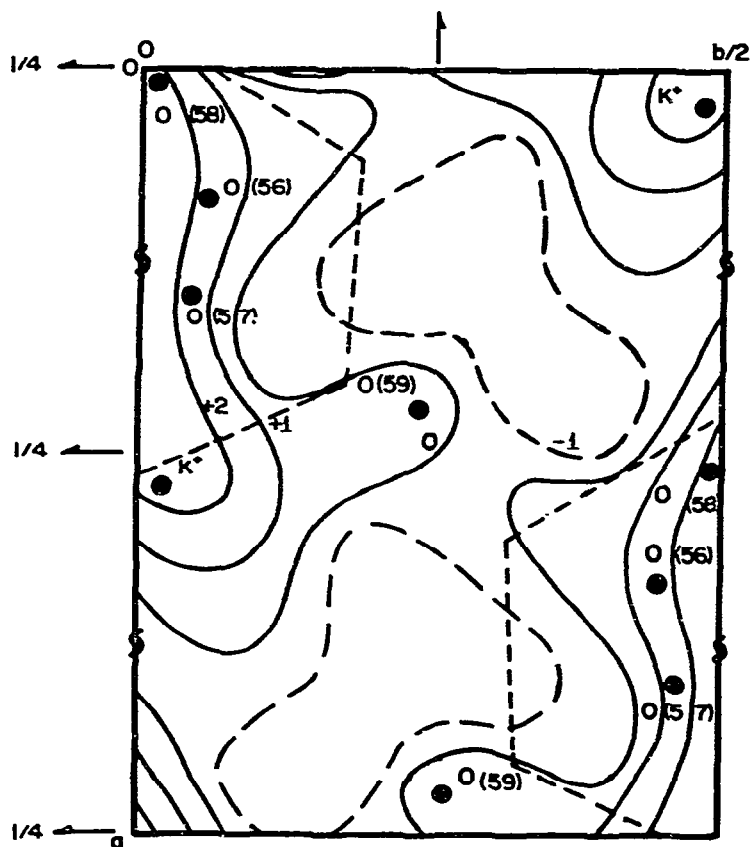 0
b/2
1/4
0
K⁺
O (58)
O (56)
O (57)
O (59)
+2
+1
-1
1/4
K⁺
O
O (58)
O (56)
O (57)
O (59)
1/4
a